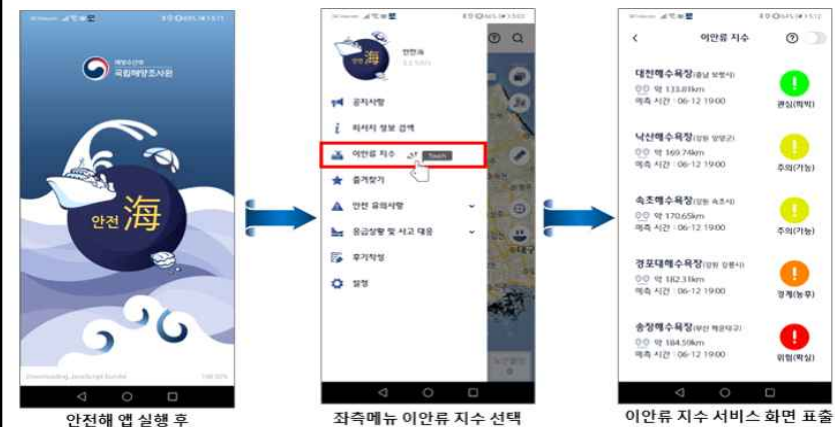 해양수산부
국립해양조사원
안전 海
안전해 앱 실행 후
안전 海
안전해
공지사항
피서지 정보 검색
이안류 지수
Touch
즐겨찾기
안전 유의사항
응급상황 및 사고 대응
후기작성
설정
좌측메뉴 이안류 지수 선택
이안류 지수
대천해수욕장(충남 보령시)
약 133.81km
예측 시간 : 06-12 19:00
관심(희박)
낙산해수욕장(강원 양양군)
약 169.74km
예측 시간 : 06-12 19:00
주의(가능)
속초해수욕장(강원 속초시)
약 170.65km
예측 시간 : 06-12 19:00
주의(가능)
경포대해수욕장(강원 강릉시)
약 182.31km
예측 시간 : 06-12 19:00
경계(농후)
송정해수욕장(부산 해운대구)
약 184.59km
예측 시간 : 06-12 19:00
위험(확실)
이안류 지수 서비스 화면 표출